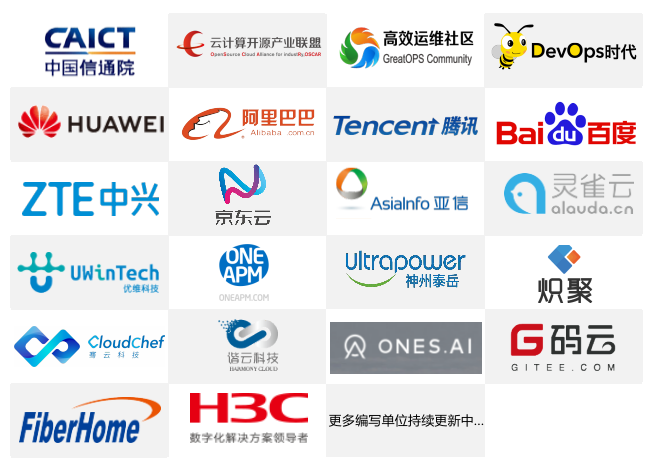 CAICT
中国信通院
云计算开源产业联盟
OpenSource Cloud Alliance for industRy,OSCAR
高效运维社区
GreatOPS Community
DevOps时代
HUAWEI
阿里巴巴
Alibaba.com.cn
Tencent 腾讯
Bai du 百度
ZTE中兴
京东云
AsiaInfo 亚信
灵雀云
alauda.cn
UWinTech
优维科技
ONE
APM
ONEAPM.COM
Ultrapower
神州泰岳
炽聚
CloudChef
骞云科技
谐云科技
HARMONY CLOUD
ONES.AI
G 码云
GITEE.COM
FiberHome
H3C
数字化解决方案领导者
更多编写单位持续更新中...